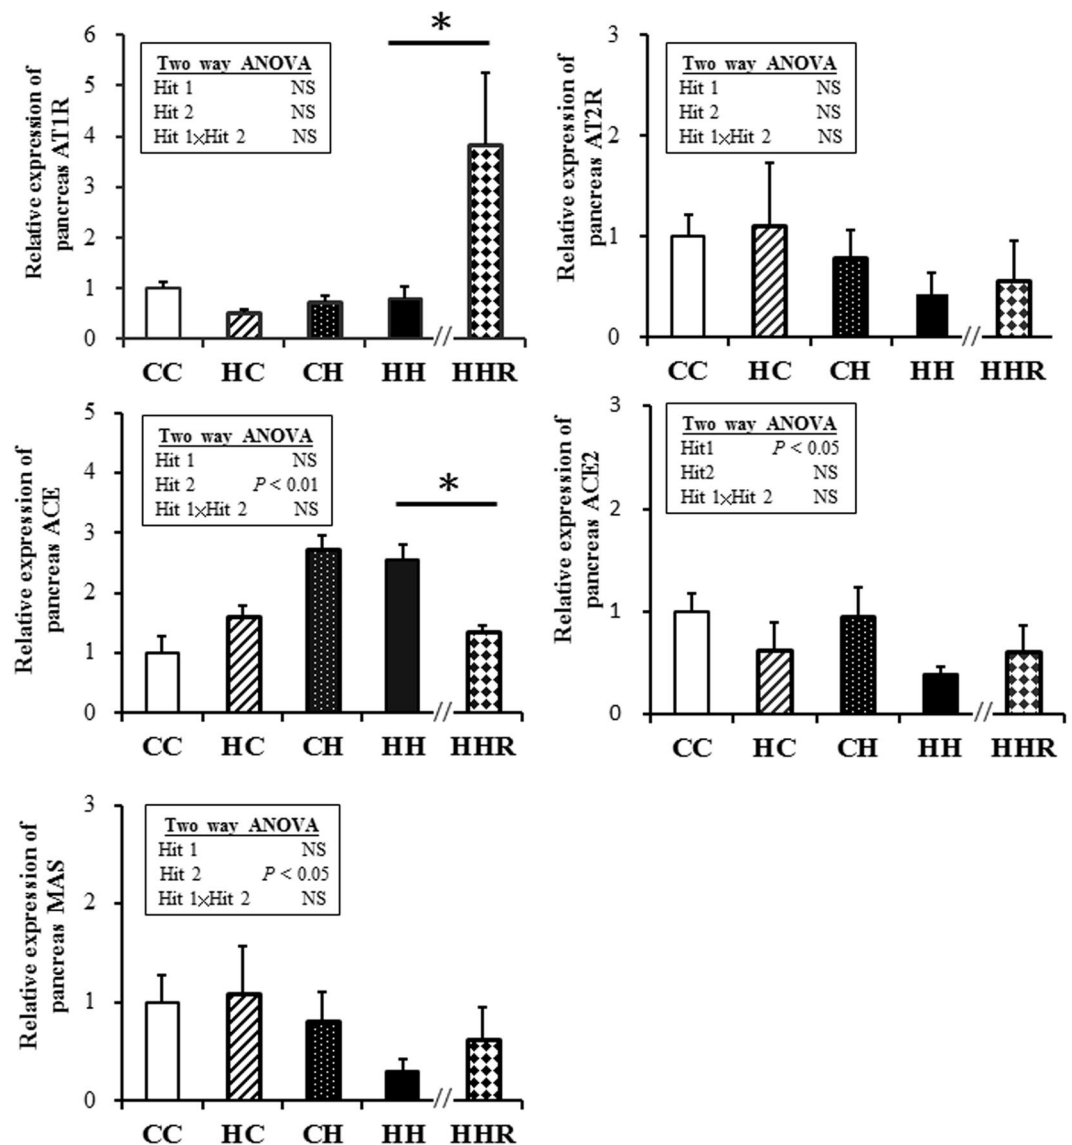 Relative expression of
pancreas AT1R
6
5
4
3
2
1
0
Two way ANOVA
Hit 1 NS
Hit 2 NS
Hit 1×Hit 2 NS
*
CC HC CH HH // HHR
Relative expression of
pancreas AT2R
3
2
1
0
Two way ANOVA
Hit 1 NS
Hit 2 NS
Hit 1×Hit 2 NS
CC HC CH HH // HHR
Relative expression of
pancreas ACE
5
4
3
2
1
0
Two way ANOVA
Hit 1 NS
Hit 2 P < 0.01
Hit 1×Hit 2 NS
*
CC HC CH HH // HHR
Relative expression of
pancreas ACE2
3
2
1
0
Two way ANOVA
Hit1 P < 0.05
Hit2 NS
Hit 1×Hit 2 NS
CC HC CH HH // HHR
Relative expression of
pancreas MAS
3
2
1
0
Two way ANOVA
Hit 1 NS
Hit 2 P < 0.05
Hit 1×Hit 2 NS
CC HC CH HH // HHR